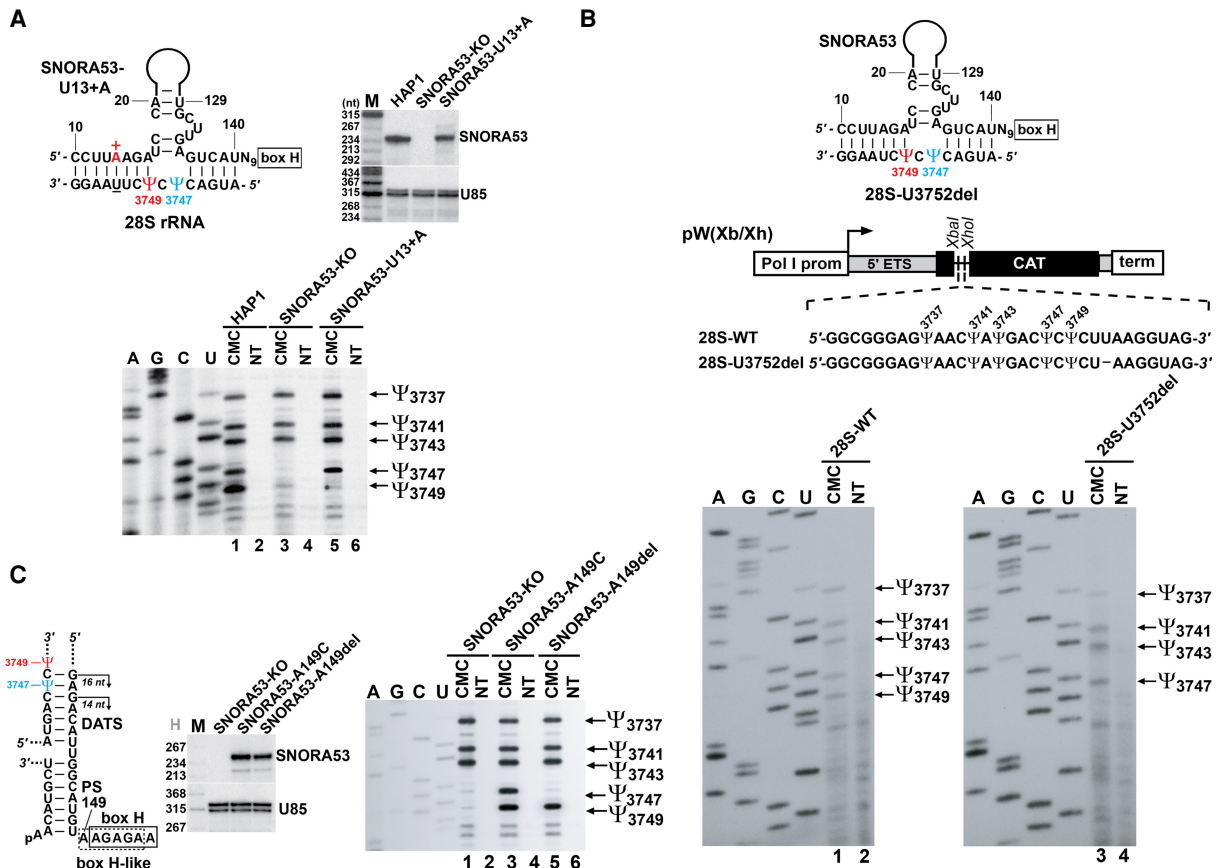 A
SNORA53-
U13+A
20
129
A U
C G
C U U
C G
U A
10
140
+
5'-CCUUAAGA
GUCAUN9 box H
3'-GGAAUUCΨCΨCAGUA-5'
3749 3747
28S rRNA
HAP1
SNORA53-KO
SNORA53-U13+A
(nt) M
315
267
234
213
292
SNORA53
434
367
315
267
234
U85
HAP1
SNORA53-KO
SNORA53-U13+A
A G C U CMC NT CMC NT CMC NT
Ψ3737
Ψ3741
Ψ3743
Ψ3747
Ψ3749
1 2 3 4 5 6
B
SNORA53
20
129
10
140
5'-CCUUAGA
GUCAUN9 box H
3'-GGAAUCΨCΨCAGUA-5'
3749 3747
28S-U3752del
pW(Xb/Xh)
XbaI
XhoI
Pol I prom
5' ETS
CAT
term
3737 3741 3743 3747 3749
28S-WT 5'-GGCGGGAGΨAACΨAΨGACΨCΨCUUAAGGUAG-3'
28S-U3752del 5'-GGCGGGAGΨAACΨAΨGACΨCΨCU-AAGGUAG-3'
28S-WT
A G C U CMC NT
Ψ3737
Ψ3741
Ψ3743
Ψ3747
Ψ3749
1 2
28S-U3752del
A G C U CMC NT
Ψ3737
Ψ3741
Ψ3743
Ψ3747
3 4
C
3' 5'
3749 Ψ
C G
16 nt
3747 Ψ A
C G
14 nt
A A
G C
DATS
U A
5' A U
3' U
PS
149
box H
pAA
A AGAGA A
box H-like
SNORA53-KO
SNORA53-A149C
SNORA53-A149del
H M
267
234
213
SNORA53
368
315
267
U85
SNORA53-KO
SNORA53-A149C
SNORA53-A149del
A G C U CMC NT CMC NT CMC NT
Ψ3737
Ψ3741
Ψ3743
Ψ3747
Ψ3749
1 2 3 4 5 6